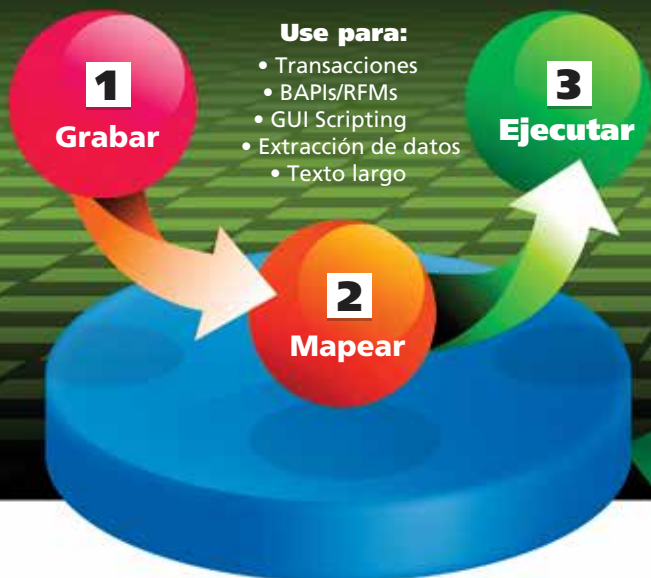 1
Grabar
Use para:
• Transacciones
• BAPIs/RFMs
• GUI Scripting
• Extracción de datos
• Texto largo
3
Ejecutar
2
Mapear